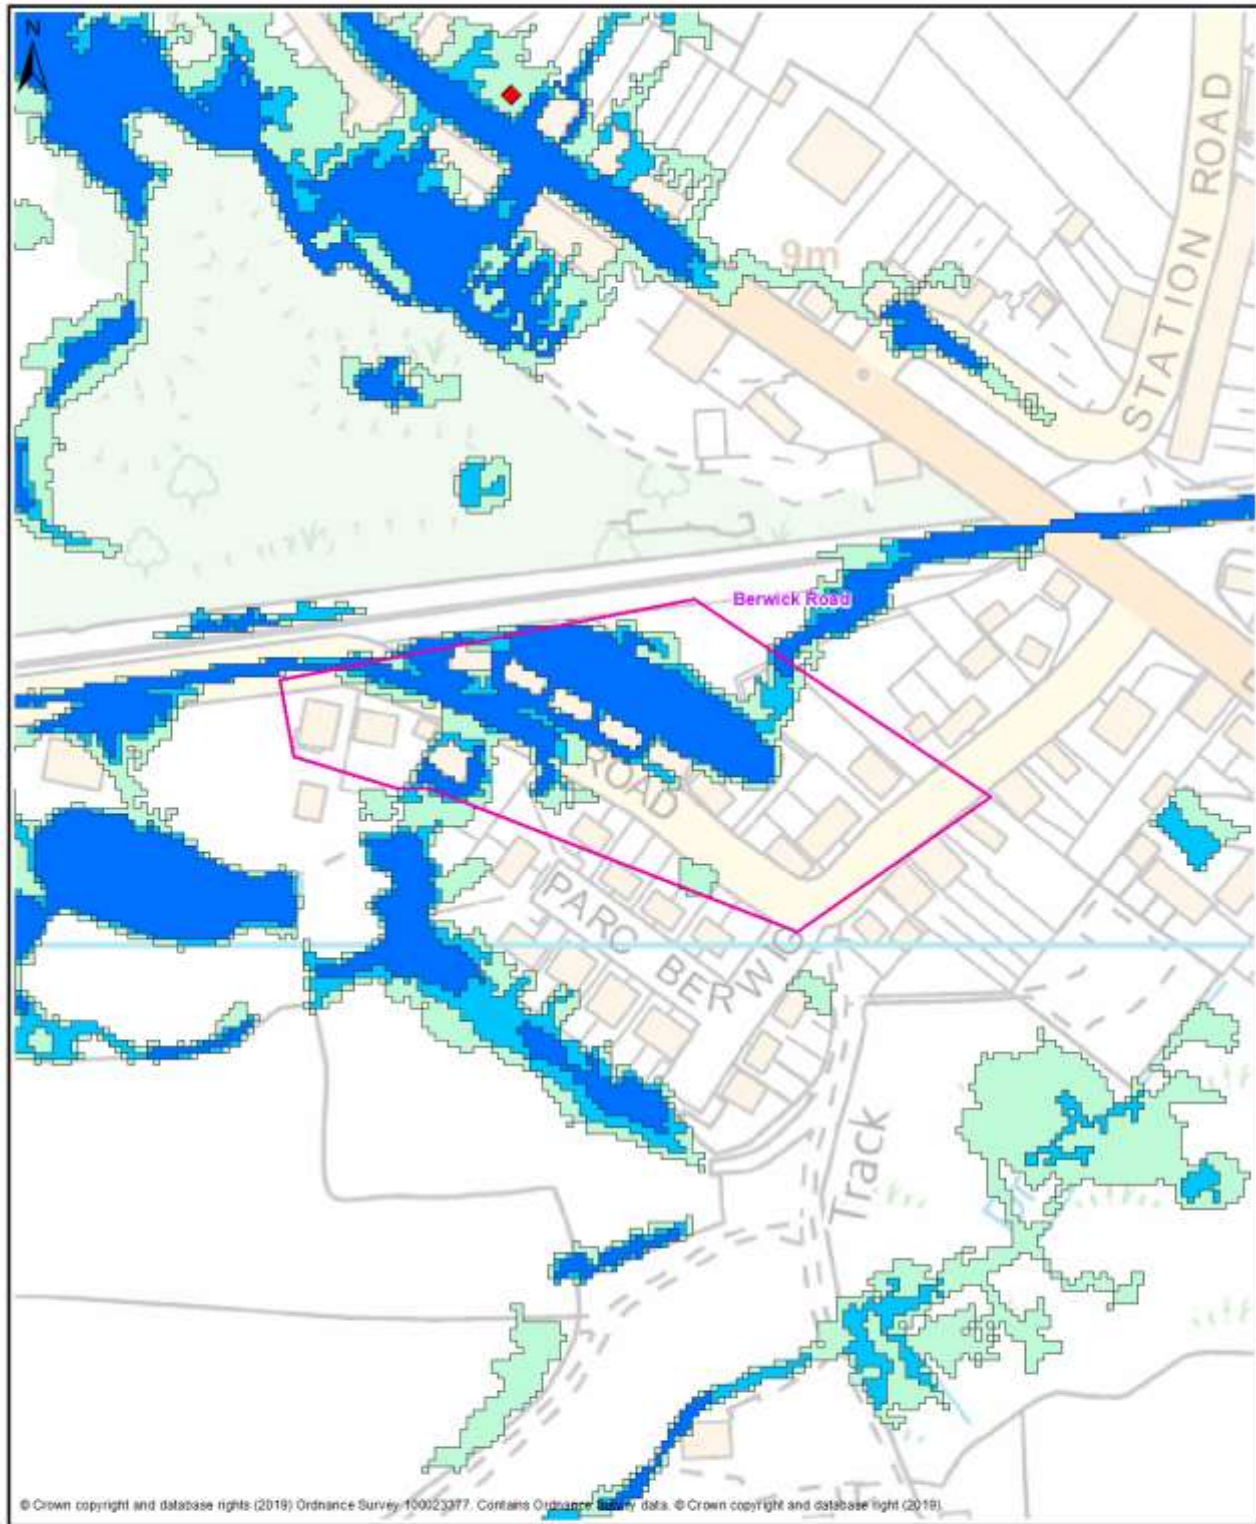 N
STATION ROAD
9m
Berwick Road
ROAD
PARC BERWIC
Track
© Crown copyright and database rights (2019) Ordnance Survey 100023377. Contains Ordnance Survey data. © Crown copyright and database right (2019).